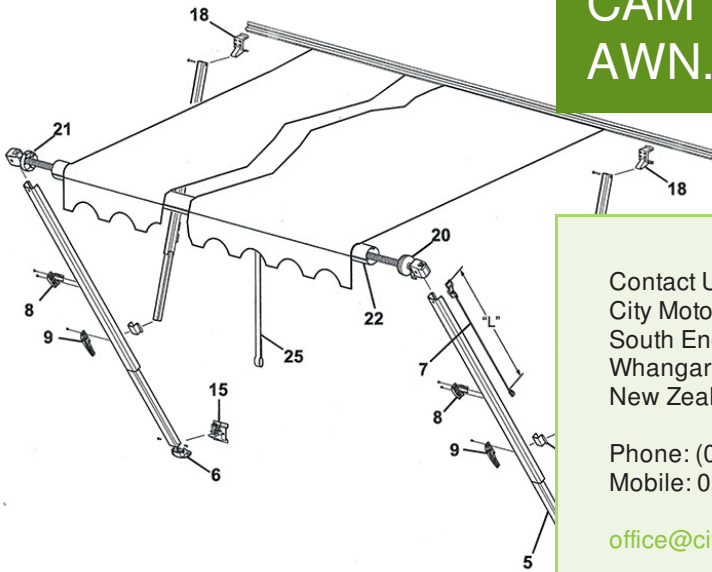 CAM
AWN.
18
21
18
20
8
22
"L"
9
25
7
15
8
9
6
5
Contact U
City Moto
South En
Whangar
New Zeal
Phone: (0
Mobile: 0
office@ci